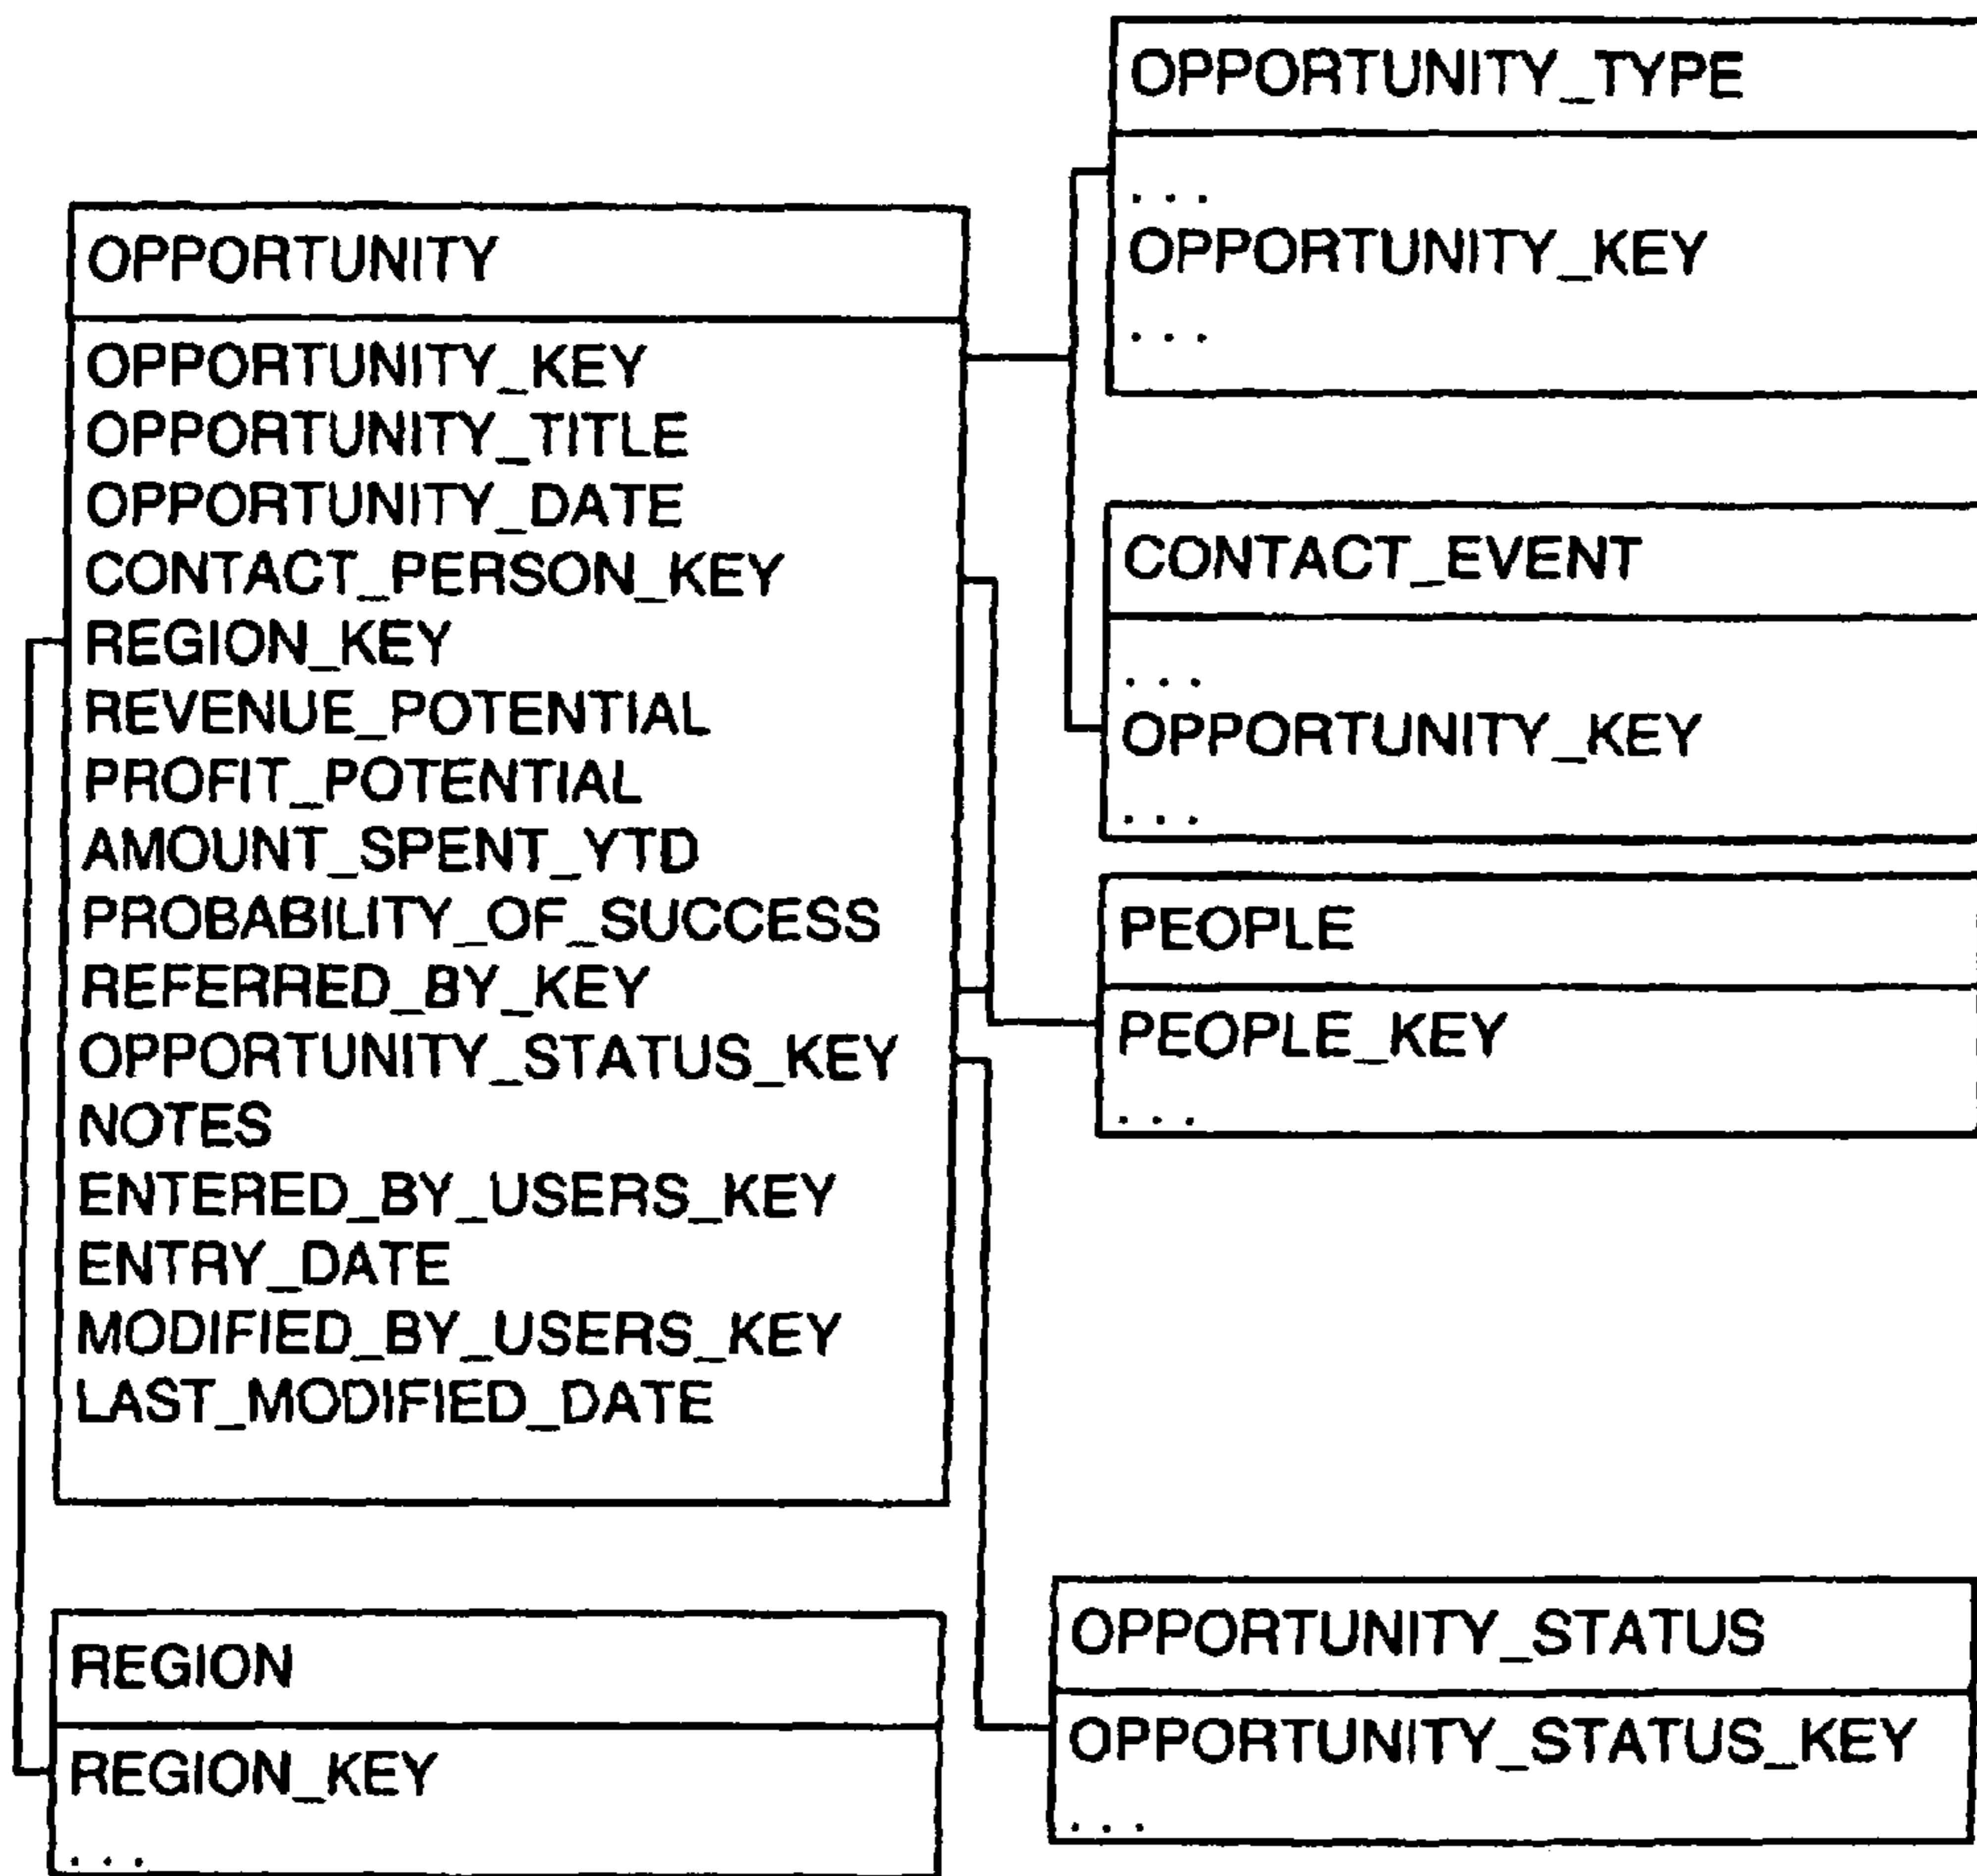 OPPORTUNITY
OPPORTUNITY_KEY
OPPORTUNITY_TITLE
OPPORTUNITY_DATE
CONTACT_PERSON_KEY
REGION_KEY
REVENUE_POTENTIAL
PROFIT_POTENTIAL
AMOUNT_SPENT_YTD
PROBABILITY_OF_SUCCESS
REFERRED_BY_KEY
OPPORTUNITY_STATUS_KEY
NOTES
ENTERED_BY_USERS_KEY
ENTRY_DATE
MODIFIED_BY_USERS_KEY
LAST_MODIFIED_DATE
REGION
REGION_KEY
. . .
OPPORTUNITY_TYPE
. . .
OPPORTUNITY_KEY
. . .
CONTACT_EVENT
. . .
OPPORTUNITY_KEY
. . .
PEOPLE
PEOPLE_KEY
. . .
OPPORTUNITY_STATUS
OPPORTUNITY_STATUS_KEY
. . .